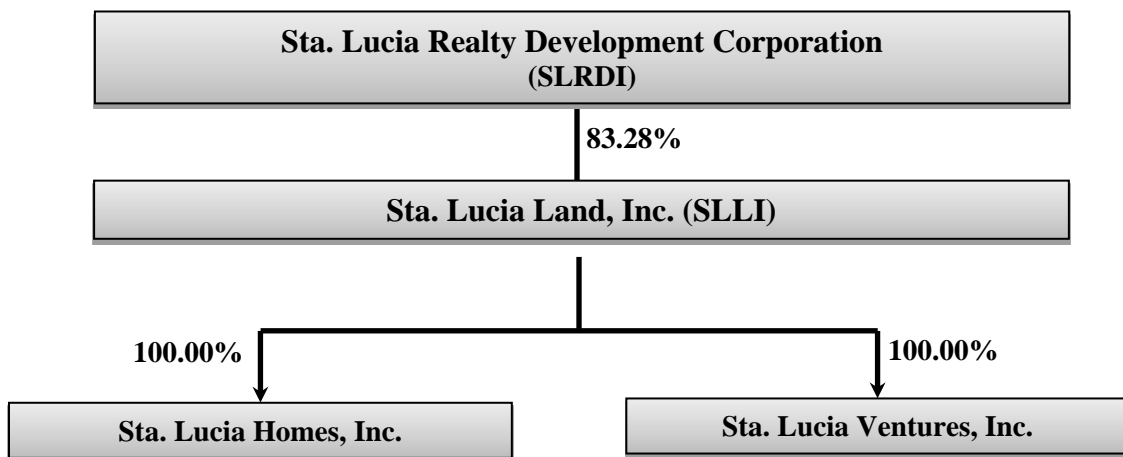 Sta. Lucia Realty Development Corporation
(SLRDI)
83.28%
Sta. Lucia Land, Inc. (SLLI)
100.00%
100.00%
Sta. Lucia Homes, Inc.
Sta. Lucia Ventures, Inc.